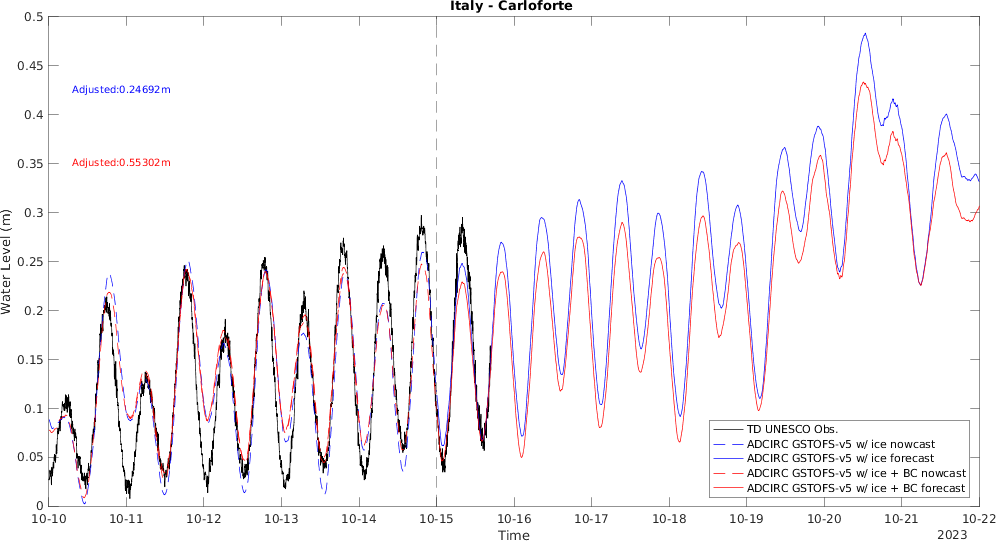 Italy - Carloforte
0.5
0.45
0.4
0.35
0.3
0.25
0.2
0.15
0.1
0.05
0
Water Level (m)
Adjusted:0.24692m
Adjusted:0.55302m
TD UNESCO Obs.
ADCIRC GSTOFS-v5 w/ ice nowcast
ADCIRC GSTOFS-v5 w/ ice forecast
ADCIRC GSTOFS-v5 w/ ice + BC nowcast
ADCIRC GSTOFS-v5 w/ ice + BC forecast
10-10 10-11 10-12 10-13 10-14 10-15 10-16 10-17 10-18 10-19 10-20 10-21 10-22
Time
2023